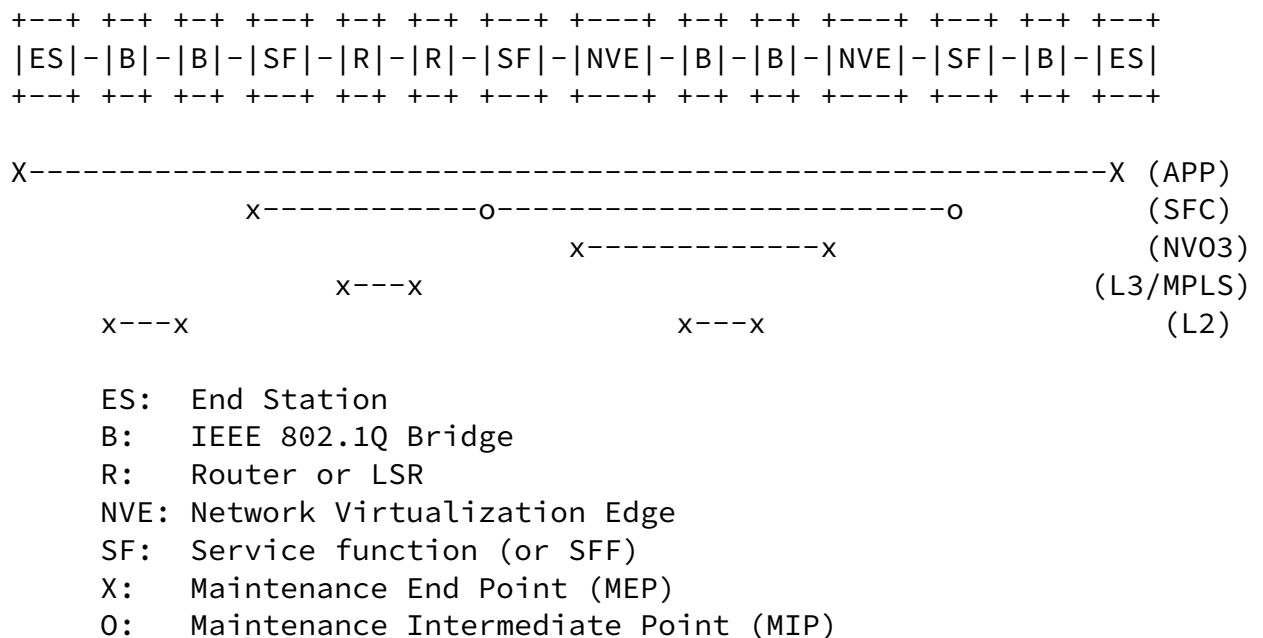 +--+ +-+ +-+ +--+ +-+ +-+ +--+ +---+ +-+ +-+ +---+ +--+ +-+ +--+
|ES|-|B|-|B|-|SF|-|R|-|R|-|SF|-|NVE|-|B|-|B|-|NVE|-|SF|-|B|-|ES|
+--+ +-+ +-+ +--+ +-+ +-+ +--+ +---+ +-+ +-+ +---+ +--+ +-+ +--+
X------------------------------------------------------------X (APP)
             x------------o-------------------------o          (SFC)
                               x-------------x                 (NVO3)
                  x---x                                     (L3/MPLS)
     x---x                           x---x                      (L2)
     ES:  End Station
     B:   IEEE 802.1Q Bridge
     R:   Router or LSR
     NVE: Network Virtualization Edge
     SF:  Service function (or SFF)
     X:   Maintenance End Point (MEP)
     O:   Maintenance Intermediate Point (MIP)